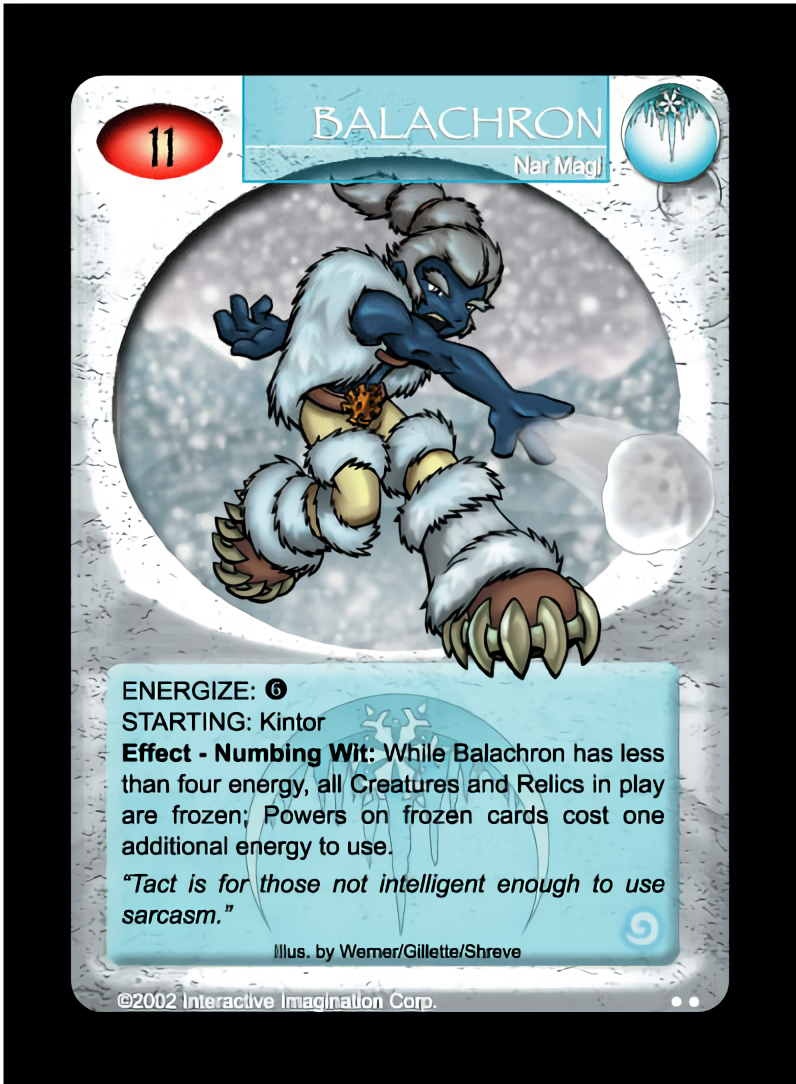 11
BALACHRON
Nar Magi
ENERGIZE: ❻
STARTING: Kintor
Effect - Numbing Wit: While Balachron has less
than four energy, all Creatures and Relics in play
are frozen; Powers on frozen cards cost one
additional energy to use.
“Tact is for those not intelligent enough to use
sarcasm.”
Illus. by Werner/Gillette/Shreve
©2002 Interactive Imagination Corp.